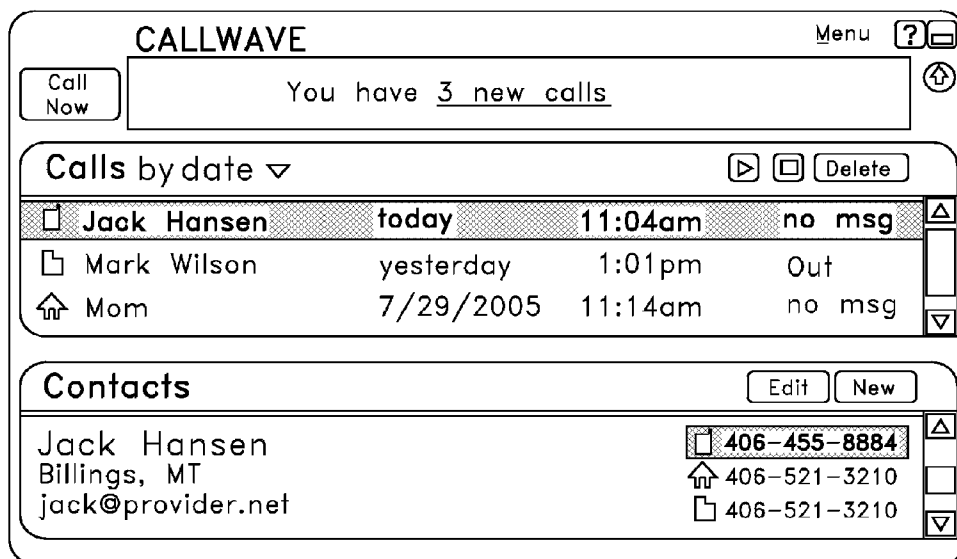 CALLWAVE
Menu ?
Call Now
You have 3 new calls
Calls by date
Delete
Jack Hansen today 11:04am no msg
Mark Wilson yesterday 1:01pm Out
Mom 7/29/2005 11:14am no msg
Contacts
Edit New
Jack Hansen 406-455-8884
Billings, MT 406-521-3210
jack@provider.net 406-521-3210